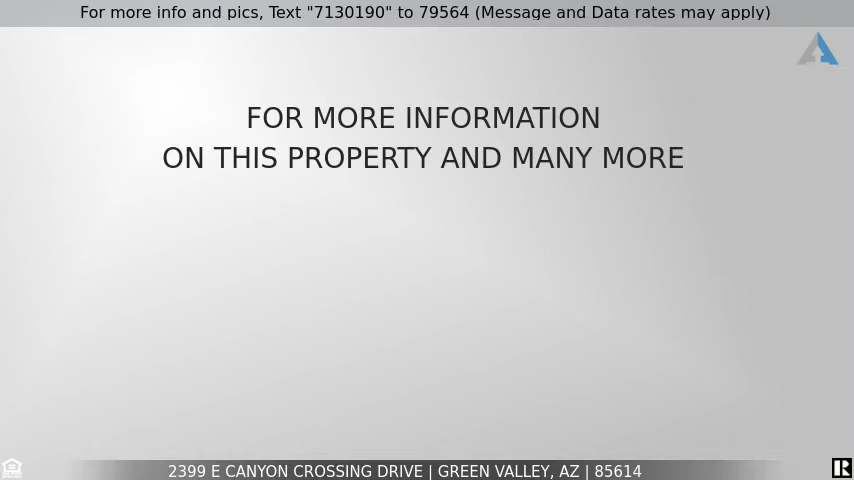 For more info and pics, Text "7130190" to 79564 (Message and Data rates may apply)
FOR MORE INFORMATION
ON THIS PROPERTY AND MANY MORE
2399 E CANYON CROSSING DRIVE | GREEN VALLEY, AZ | 85614